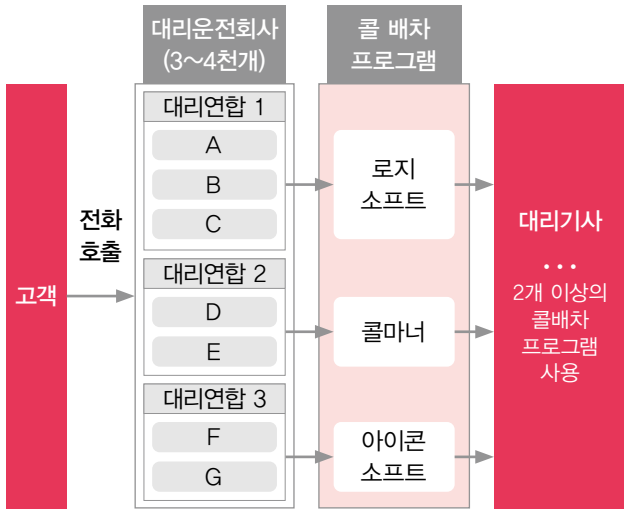 대리운전회사
(3~4천개)
콜 배차
프로그램
고객
전화
호출
대리연합 1
A
B
C
대리연합 2
D
E
대리연합 3
F
G
로지
소프트
콜마너
아이콘
소프트
대리기사
...
2개 이상의
콜배차
프로그램
사용